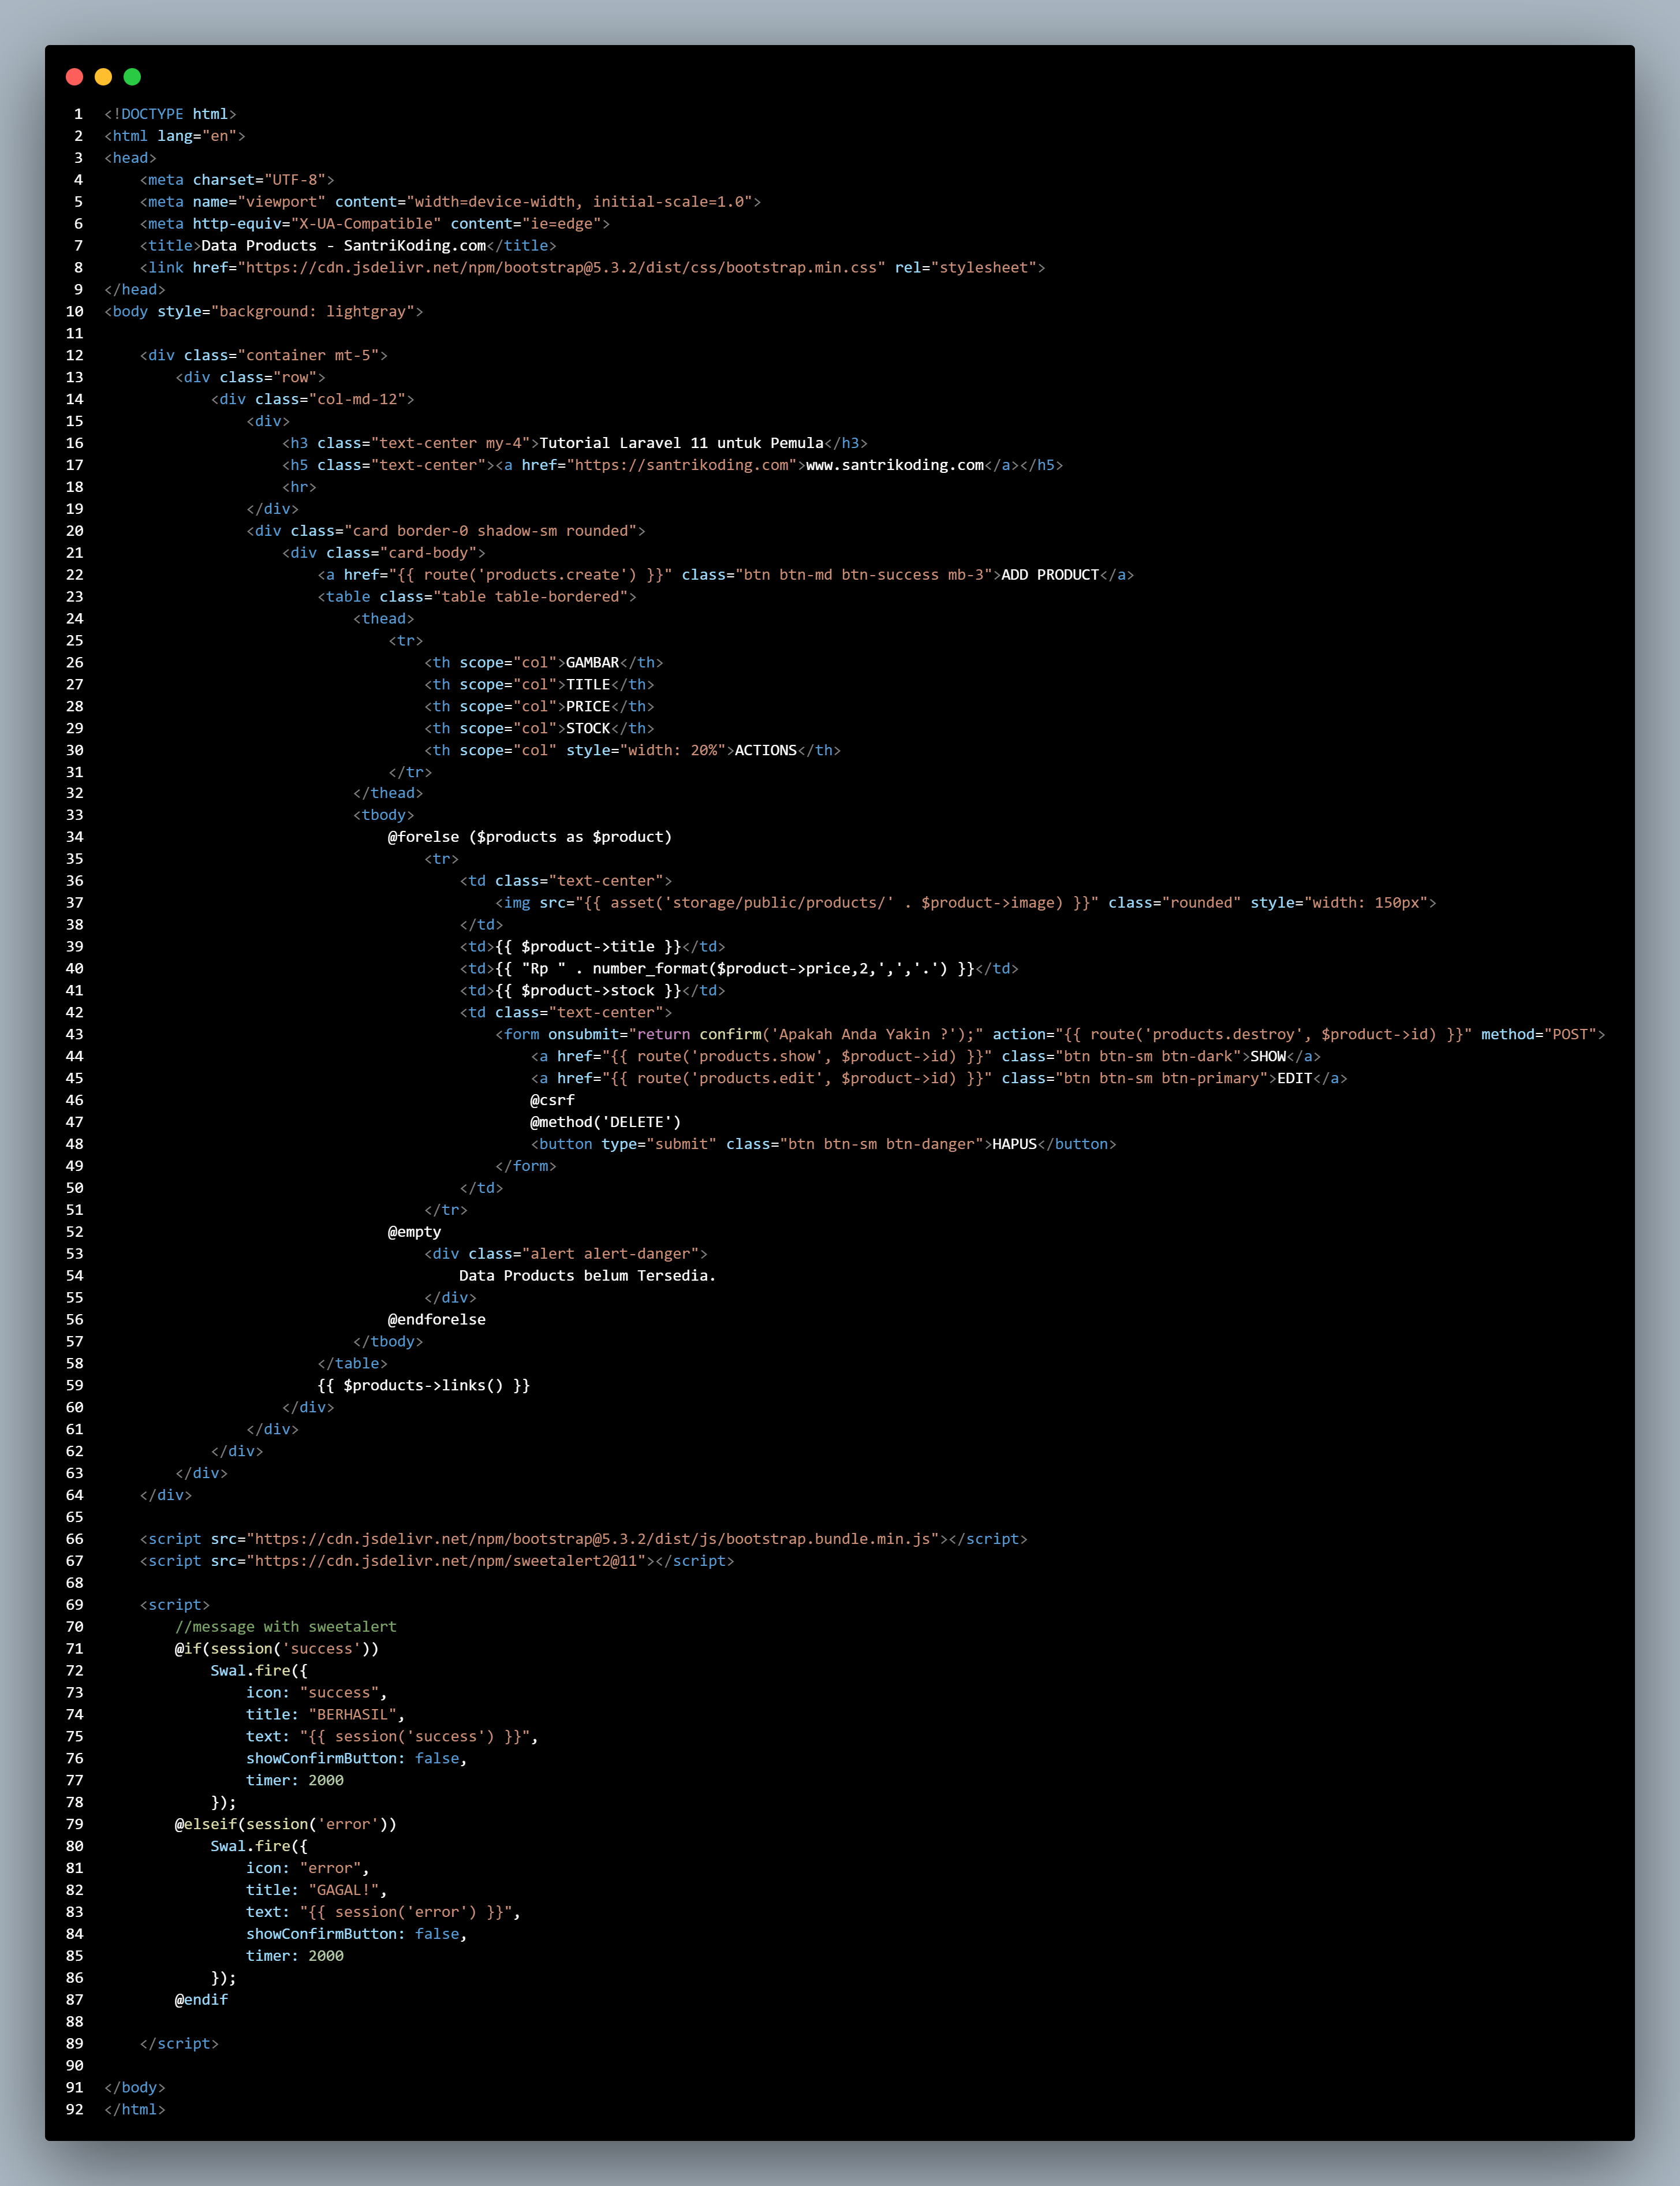 1 <!DOCTYPE html>
2 <html lang="en">
3 <head>
4     <meta charset="UTF-8">
5     <meta name="viewport" content="width=device-width, initial-scale=1.0">
6     <meta http-equiv="X-UA-Compatible" content="ie=edge">
7     <title>Data Products - SantriKoding.com</title>
8     <link href="https://cdn.jsdelivr.net/npm/bootstrap@5.3.2/dist/css/bootstrap.min.css" rel="stylesheet">
9 </head>
10 <body style="background: lightgray">
11
12     <div class="container mt-5">
13         <div class="row">
14             <div class="col-md-12">
15                 <div>
16                     <h3 class="text-center my-4">Tutorial Laravel 11 untuk Pemula</h3>
17                     <h5 class="text-center"><a href="https://santrikoding.com">www.santrikoding.com</a></h5>
18                     <hr>
19                 </div>
20                 <div class="card border-0 shadow-sm rounded">
21                     <div class="card-body">
22                         <a href="{{ route('products.create') }}" class="btn btn-md btn-success mb-3">ADD PRODUCT</a>
23                         <table class="table table-bordered">
24                             <thead>
25                                 <tr>
26                                     <th scope="col">GAMBAR</th>
27                                     <th scope="col">TITLE</th>
28                                     <th scope="col">PRICE</th>
29                                     <th scope="col">STOCK</th>
30                                     <th scope="col" style="width: 20%">ACTIONS</th>
31                                 </tr>
32                             </thead>
33                             <tbody>
34                                 @forelse ($products as $product)
35                                     <tr>
36                                         <td class="text-center">
37                                             <img src="{{ asset('storage/public/products/' . $product->image) }}" class="rounded" style="width: 150px">
38                                         </td>
39                                         <td>{{ $product->title }}</td>
40                                         <td>{{ "Rp " . number_format($product->price,2,',','.') }}</td>
41                                         <td>{{ $product->stock }}</td>
42                                         <td class="text-center">
43                                             <form onsubmit="return confirm('Apakah Anda Yakin ?');" action="{{ route('products.destroy', $product->id) }}" method="POST">
44                                                 <a href="{{ route('products.show', $product->id) }}" class="btn btn-sm btn-dark">SHOW</a>
45                                                 <a href="{{ route('products.edit', $product->id) }}" class="btn btn-sm btn-primary">EDIT</a>
46                                                 @csrf
47                                                 @method('DELETE')
48                                                 <button type="submit" class="btn btn-sm btn-danger">HAPUS</button>
49                                             </form>
50                                         </td>
51                                     </tr>
52                                 @empty
53                                     <div class="alert alert-danger">
54                                         Data Products belum Tersedia.
55                                     </div>
56                                 @endforelse
57                             </tbody>
58                         </table>
59                         {{ $products->links() }}
60                     </div>
61                 </div>
62             </div>
63         </div>
64     </div>
65
66     <script src="https://cdn.jsdelivr.net/npm/bootstrap@5.3.2/dist/js/bootstrap.bundle.min.js"></script>
67     <script src="https://cdn.jsdelivr.net/npm/sweetalert2@11"></script>
68
69     <script>
70         //message with sweetalert
71         @if(session('success'))
72             Swal.fire({
73                 icon: "success",
74                 title: "BERHASIL",
75                 text: "{{ session('success') }}",
76                 showConfirmButton: false,
77                 timer: 2000
78             });
79         @elseif(session('error'))
80             Swal.fire({
81                 icon: "error",
82                 title: "GAGAL!",
83                 text: "{{ session('error') }}",
84                 showConfirmButton: false,
85                 timer: 2000
86             });
87         @endif
88
89     </script>
90
91 </body>
92 </html>